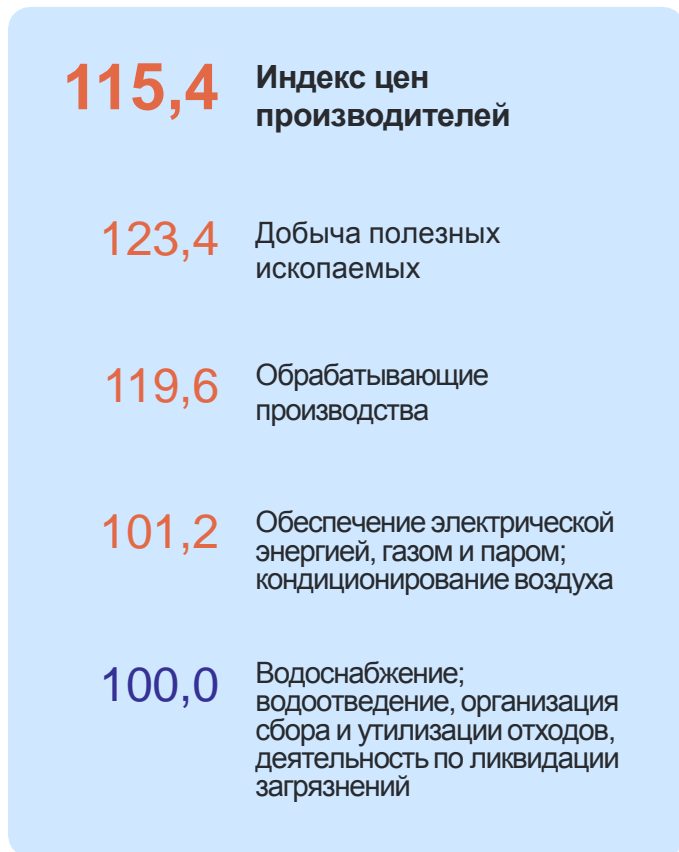 115,4 Индекс цен
производителей
123,4 Добыча полезных
ископаемых
119,6 Обрабатывающие
производства
101,2 Обеспечение электрической
энергией, газом и паром;
кондиционирование воздуха
100,0 Водоснабжение;
водоотведение, организация
сбора и утилизации отходов,
деятельность по ликвидации
загрязнений